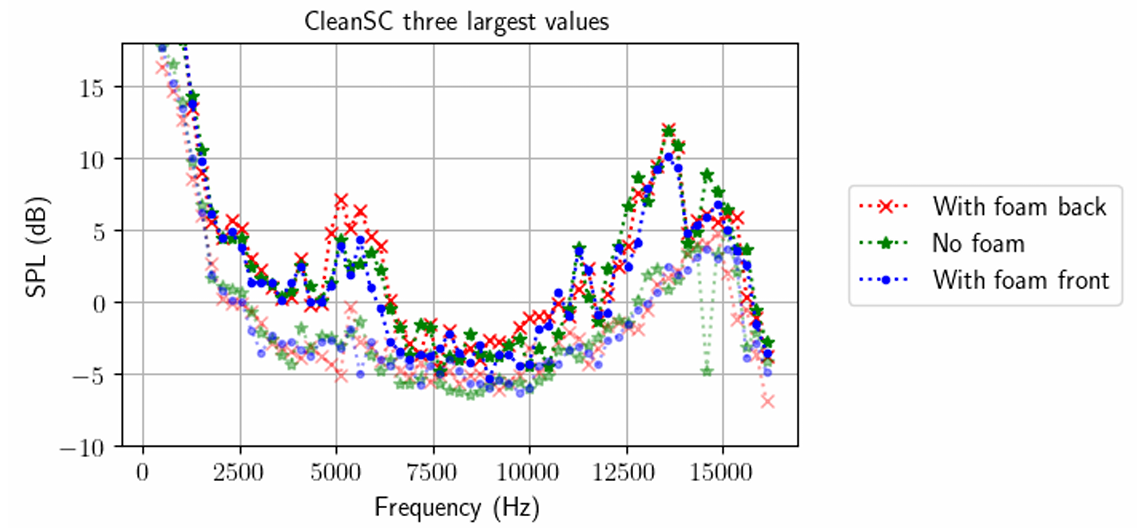 CleanSC three largest values
SPL (dB)
15
10
5
0
−5
−10
0 2500 5000 7500 10000 12500 15000
Frequency (Hz)
With foam back
No foam
With foam front